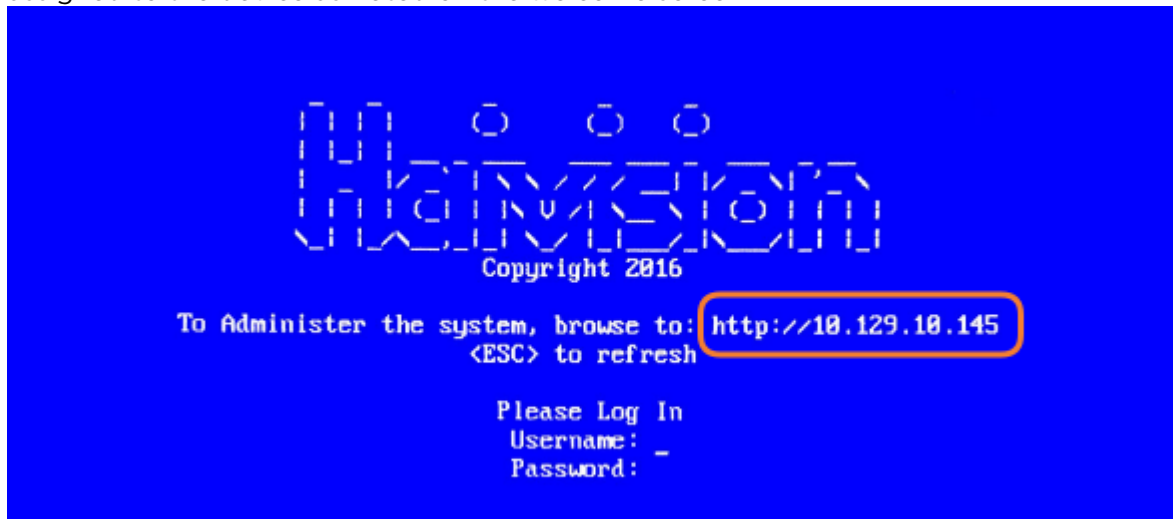 Haivision
Copyright 2016
To Administer the system, browse to: http://10.129.10.145
<ESC> to refresh
Please Log In
Username: _
Password: